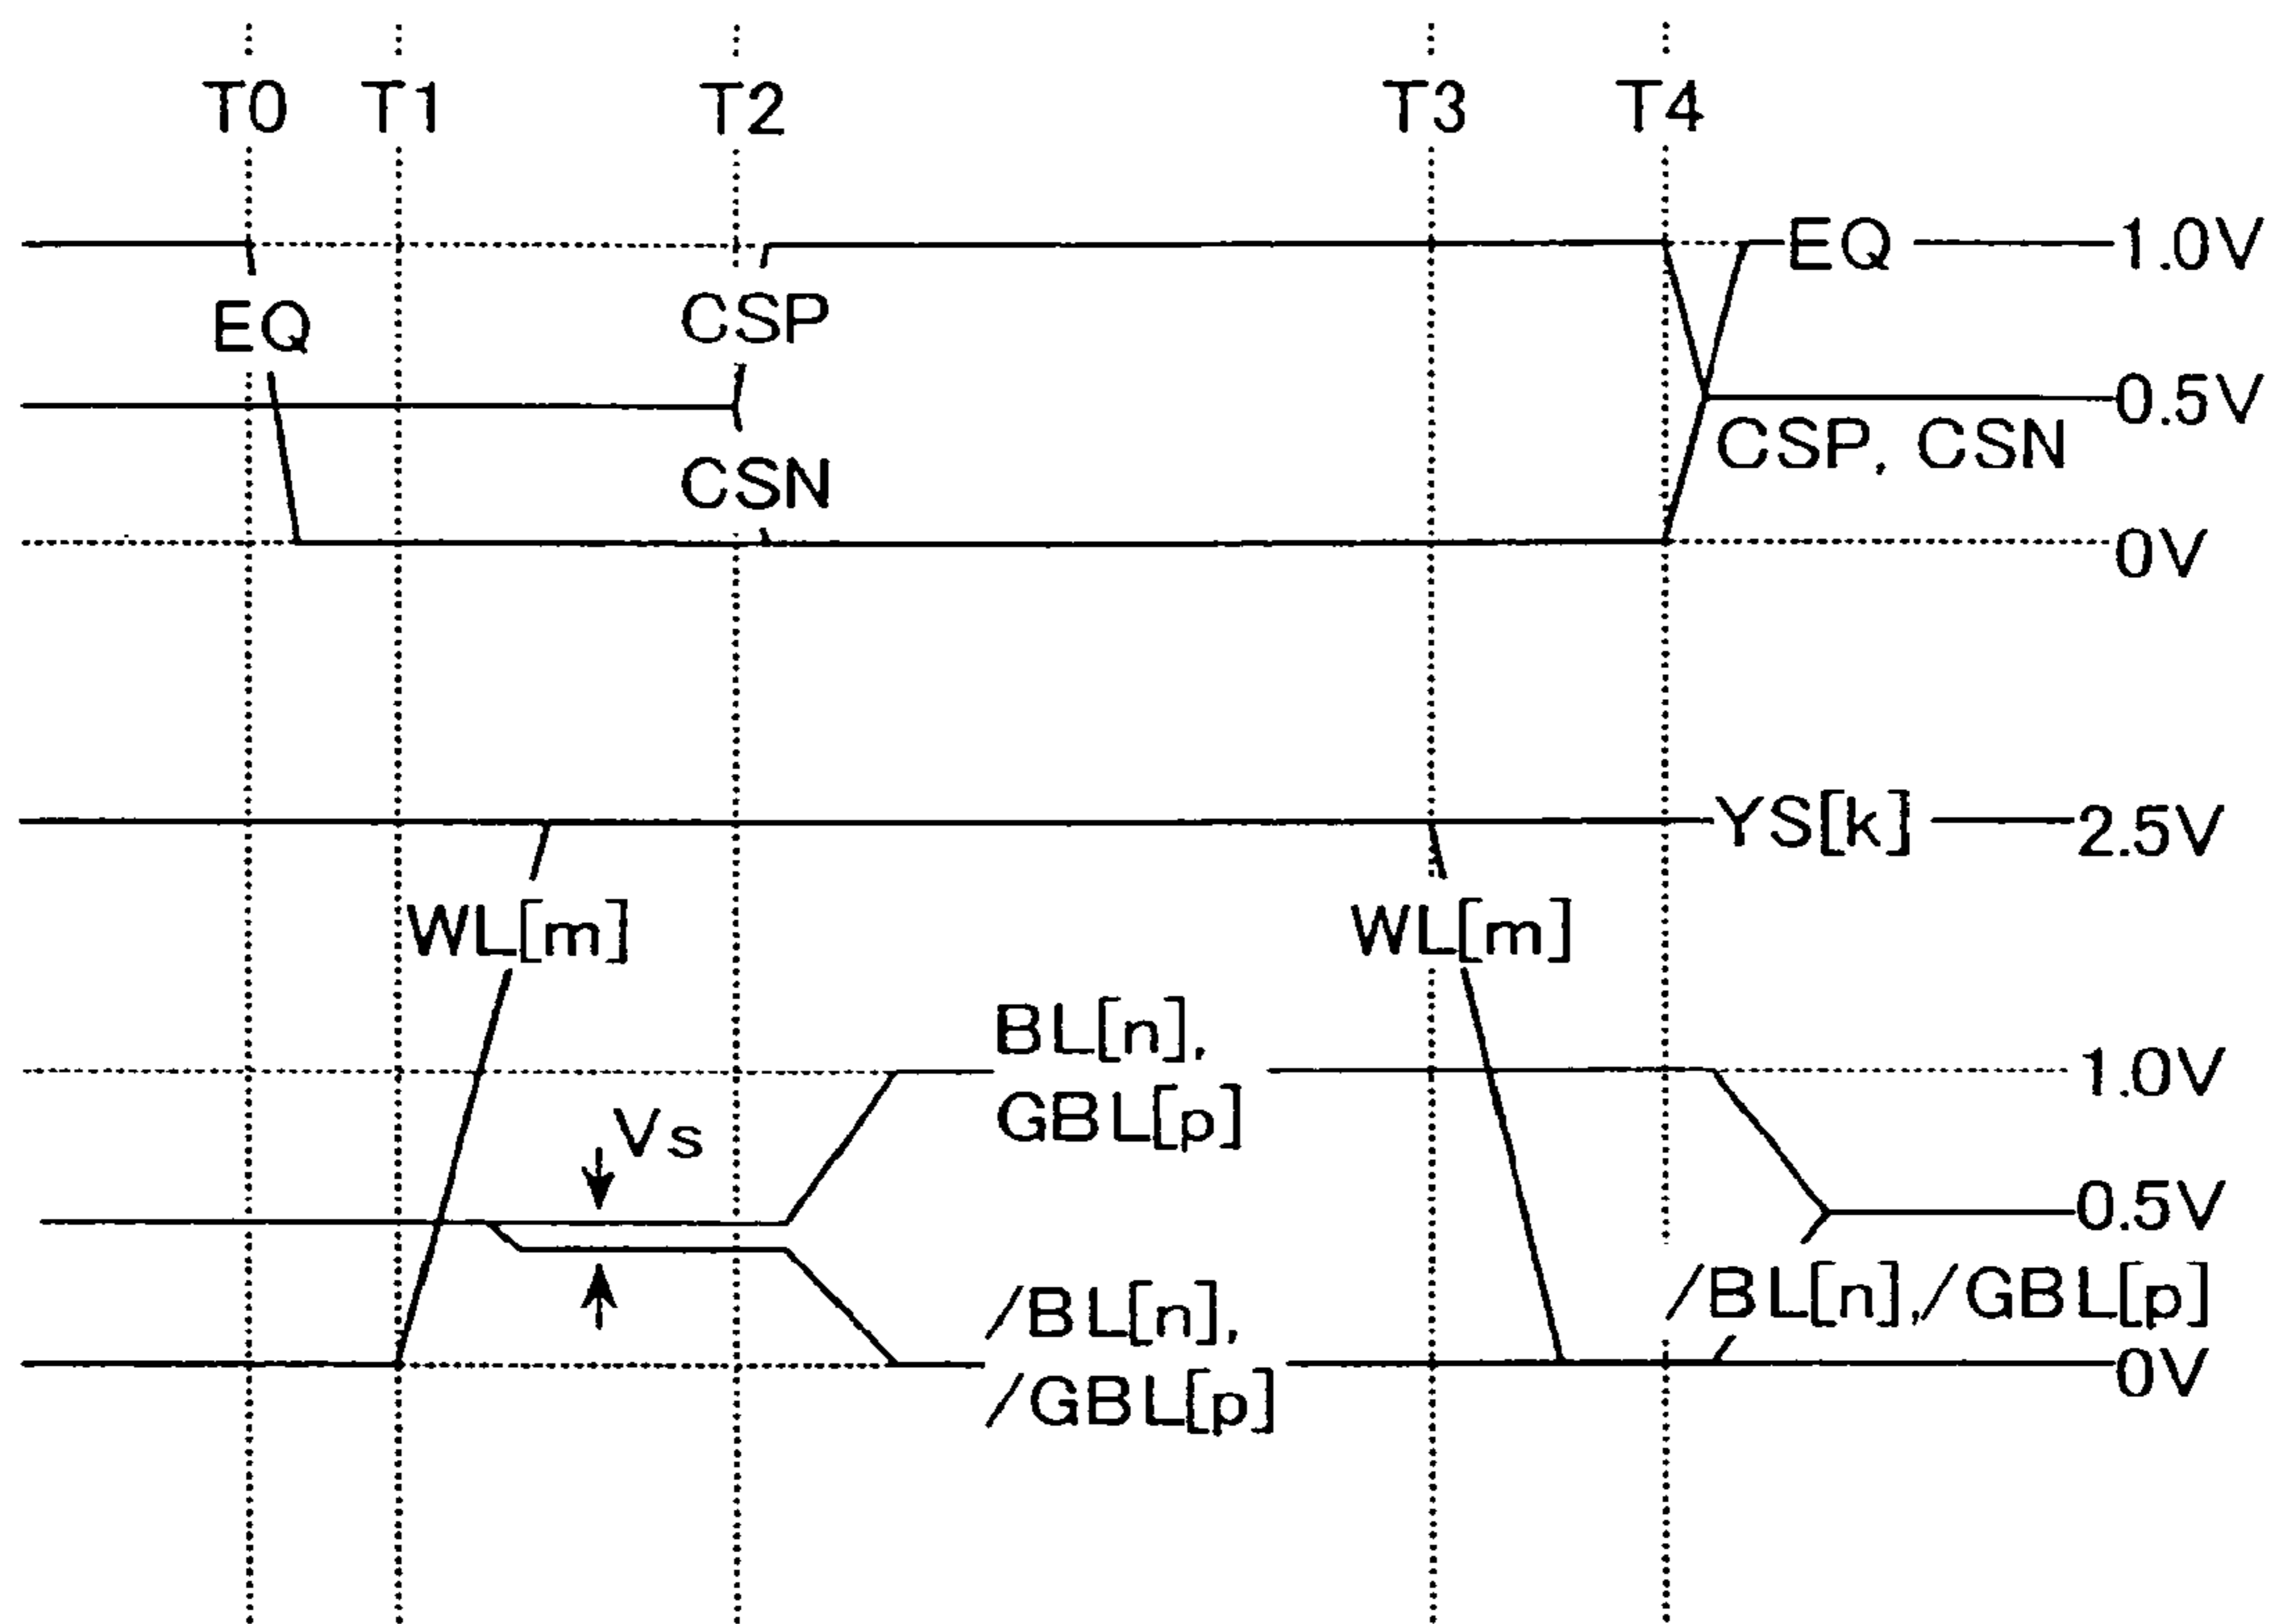 T0 T1 T2 T3 T4
EQ 1.0V
EQ CSP
0.5V
CSP, CSN
CSN
0V
YS[k] 2.5V
WL[m] WL[m]
BL[n],
1.0V
GBL[p]
Vs
0.5V
/BL[n],/GBL[p]
/BL[n],
0V
/GBL[p]